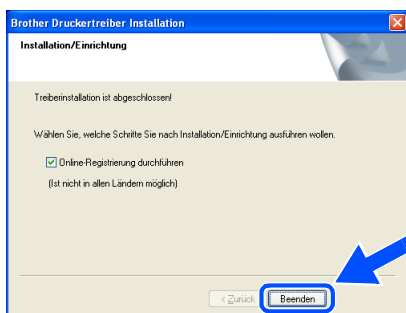 Brother Druckertreiber Installation
Installation/Einrichtung
Treiberinstallation ist abgeschlossen!
Wählen Sie, welche Schritte Sie nach Installation/Einrichtung ausführen wollen.
Online-Registrierung durchführen
(Ist nicht in allen Ländern möglich)
< Zurück Beenden